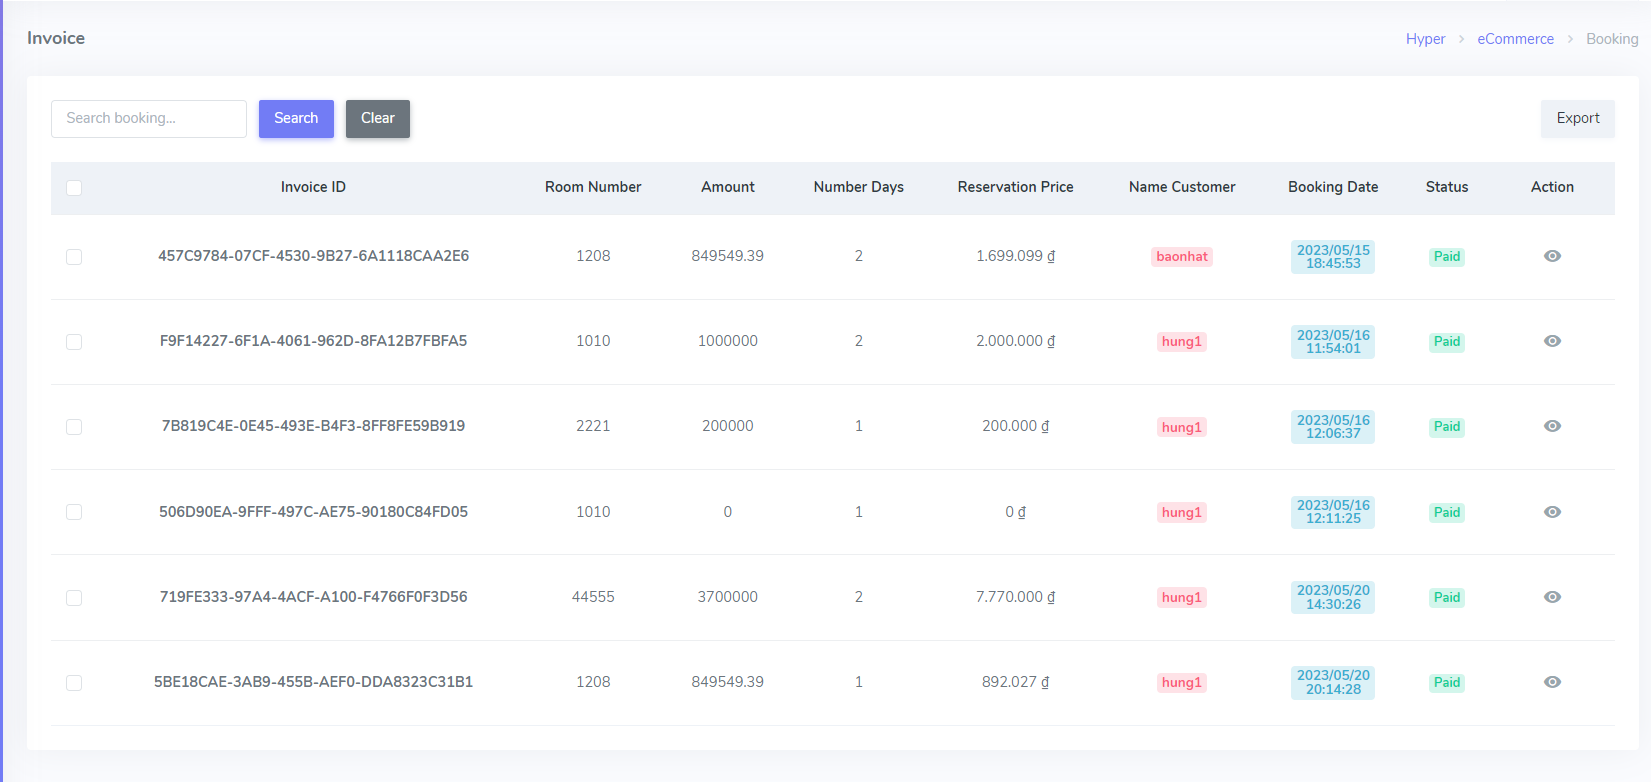 Invoice
Hyper > eCommerce > Booking
Search booking... Search Clear Export
Invoice ID Room Number Amount Number Days Reservation Price Name Customer Booking Date Status Action
457C9784-07CF-4530-9B27-6A1118CAA2E6 1208 849549.39 2 1.699.099 ₫ baonhat 2023/05/15 18:45:53 Paid
F9F14227-6F1A-4061-962D-8FA12B7FBFA5 1010 1000000 2 2.000.000 ₫ hung1 2023/05/16 11:54:01 Paid
7B819C4E-0E45-493E-B4F3-8FF8FE59B919 2221 200000 1 200.000 ₫ hung1 2023/05/16 12:06:37 Paid
506D90EA-9FFF-497C-AE75-90180C84FD05 1010 0 1 0 ₫ hung1 2023/05/16 12:11:25 Paid
719FE333-97A4-4ACF-A100-F4766F0F3D56 44555 3700000 2 7.770.000 ₫ hung1 2023/05/20 14:30:26 Paid
5BE18CAE-3AB9-455B-AEF0-DDA8323C31B1 1208 849549.39 1 892.027 ₫ hung1 2023/05/20 20:14:28 Paid